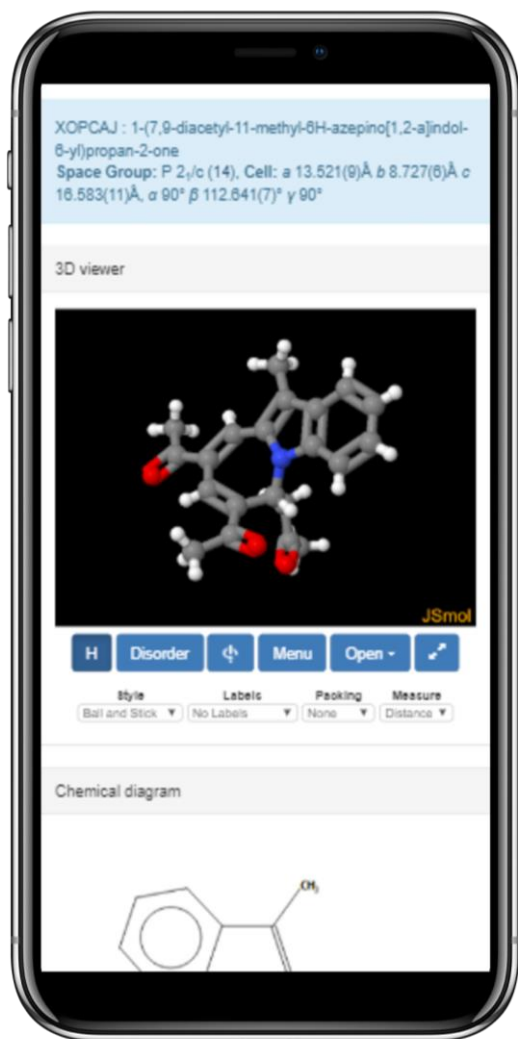 XOPCAJ : 1-(7,9-diacetyl-11-methyl-6H-azepino[1,2-a]indol-
6-yl)propan-2-one
Space Group: P 2₁/c (14), Cell: a 13.521(9)Å b 8.727(6)Å c
16.583(11)Å, α 90° β 112.641(7)° γ 90°
3D viewer
JSmol
H Disorder Menu Open
Style Labels Packing Measure
Ball and Stick No Labels None Distance
Chemical diagram
CH₃